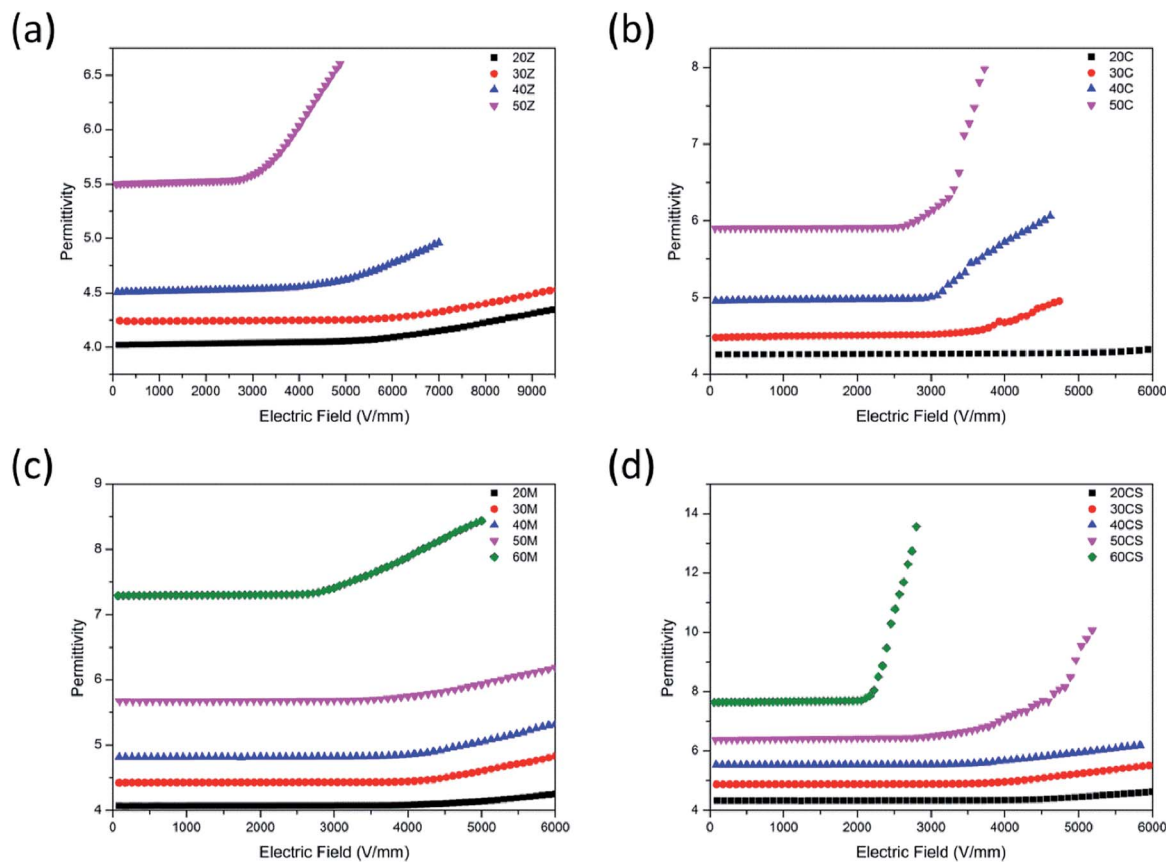 (a)
20Z
30Z
40Z
50Z
6.5
6.0
5.5
5.0
4.5
4.0
Permittivity
0 1000 2000 3000 4000 5000 6000 7000 8000 9000
Electric Field (V/mm)
(b)
20C
30C
40C
50C
8
7
6
5
4
Permittivity
0 1000 2000 3000 4000 5000 6000
Electric Field (V/mm)
(c)
20M
30M
40M
50M
60M
9
8
7
6
5
4
Permittivity
0 1000 2000 3000 4000 5000 6000
Electric Field (V/mm)
(d)
20CS
30CS
40CS
50CS
60CS
14
12
10
8
6
4
Permittivity
0 1000 2000 3000 4000 5000 6000
Electric Field (V/mm)